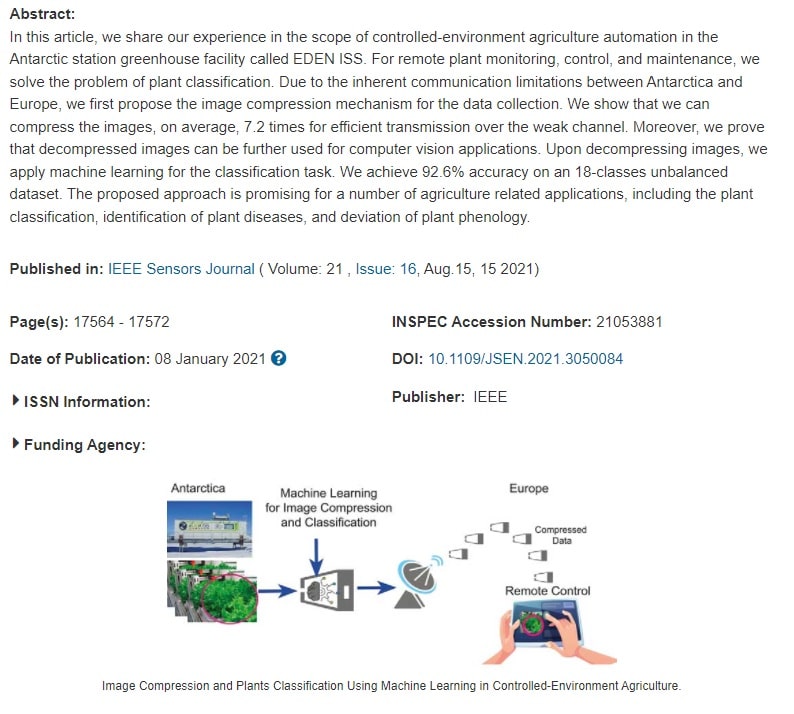 Abstract:
In this article, we share our experience in the scope of controlled-environment agriculture automation in the
Antarctic station greenhouse facility called EDEN ISS. For remote plant monitoring, control, and maintenance, we
solve the problem of plant classification. Due to the inherent communication limitations between Antarctica and
Europe, we first propose the image compression mechanism for the data collection. We show that we can
compress the images, on average, 7.2 times for efficient transmission over the weak channel. Moreover, we prove
that decompressed images can be further used for computer vision applications. Upon decompressing images, we
apply machine learning for the classification task. We achieve 92.6% accuracy on an 18-classes unbalanced
dataset. The proposed approach is promising for a number of agriculture related applications, including the plant
classification, identification of plant diseases, and deviation of plant phenology.
Published in: IEEE Sensors Journal ( Volume: 21 , Issue: 16, Aug.15, 15 2021)
Page(s): 17564 - 17572
INSPEC Accession Number: 21053881
Date of Publication: 08 January 2021 ?
DOI: 10.1109/JSEN.2021.3050084
ISSN Information:
Publisher: IEEE
Funding Agency:
Antarctica
Machine Learning
for Image Compression
and Classification
Europe
Compressed
Data
Remote Control
Image Compression and Plants Classification Using Machine Learning in Controlled-Environment Agriculture.